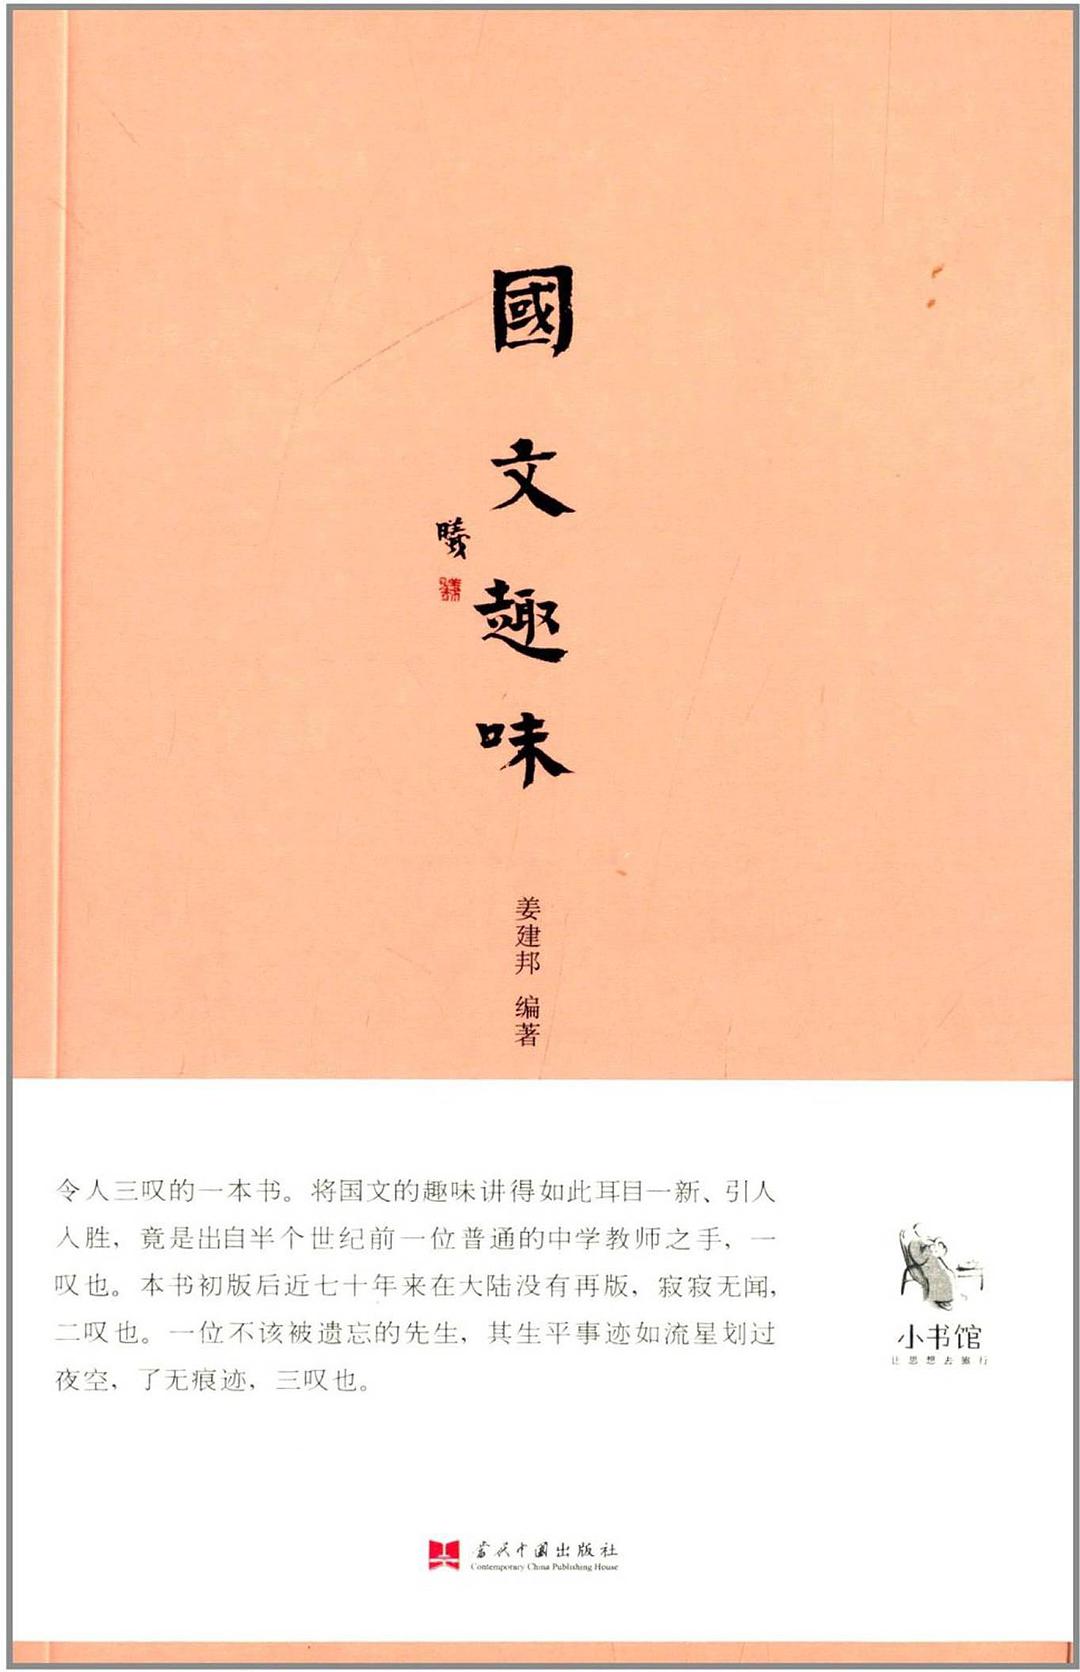 國文趣味
曦
姜建邦 编著
令人三叹的一本书。将国文的趣味讲得如此耳目一新、引人
入胜，竟是出自半个世纪前一位普通的中学教师之手，一
叹也。本书初版后近七十年来在大陆没有再版，寂寂无闻，
二叹也。一位不该被遗忘的先生，其生平事迹如流星划过
夜空，了无痕迹，三叹也。
小书馆
让思想去旅行
当代中国出版社
Contemporary China Publishing House